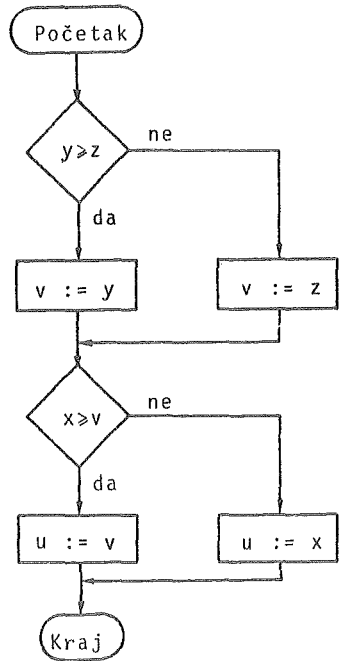 Početak
y⩾z
ne
da
v := y
v := z
x⩾v
ne
da
u := v
u := x
Kraj